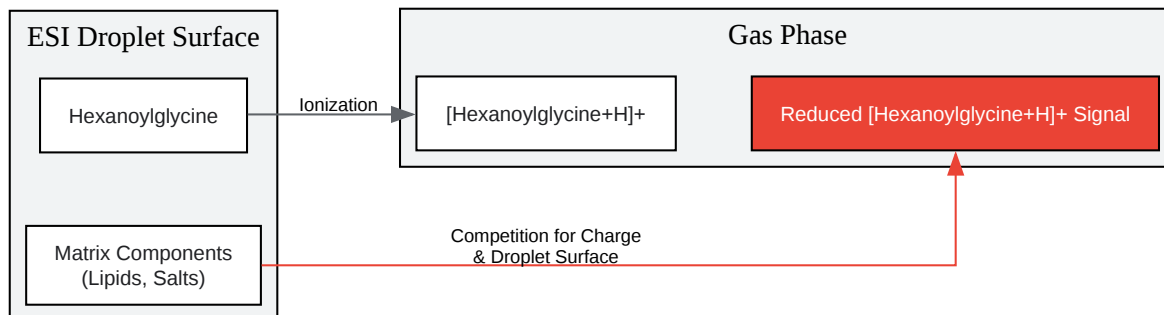 ESI Droplet Surface
Gas Phase
Hexanoylglycine
Ionization
[Hexanoylglycine+H]+
Reduced [Hexanoylglycine+H]+ Signal
Matrix Components
(Lipids, Salts)
Competition for Charge
& Droplet Surface